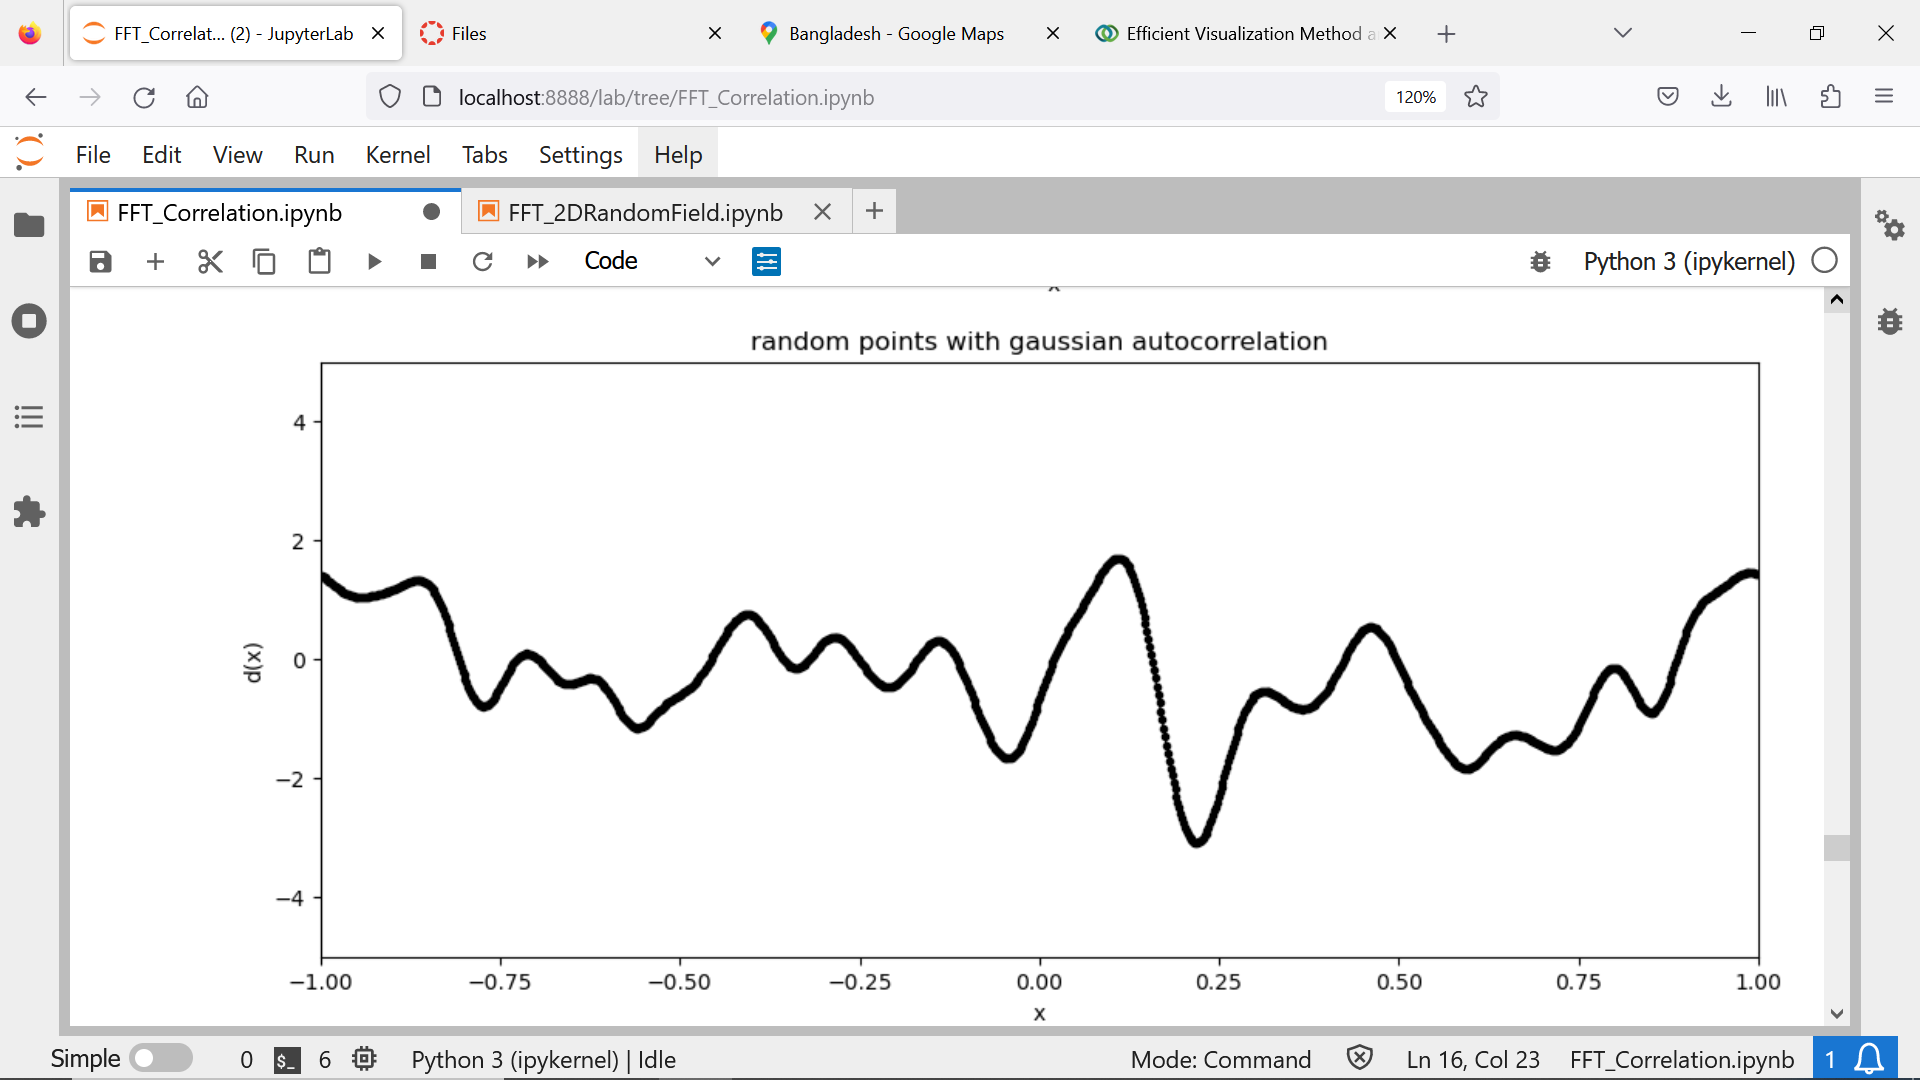 FFT_Correlat... (2) - JupyterLab
Files
Bangladesh - Google Maps
Efficient Visualization Method a
localhost:8888/lab/tree/FFT_Correlation.ipynb
120%
File Edit View Run Kernel Tabs Settings Help
FFT_Correlation.ipynb
FFT_2DRandomField.ipynb
Code
Python 3 (ipykernel)
random points with gaussian autocorrelation
4
2
0
−2
−4
d(x)
−1.00 −0.75 −0.50 −0.25 0.00 0.25 0.50 0.75 1.00
x
Simple 0 $_ 6 Python 3 (ipykernel) | Idle Mode: Command Ln 16, Col 23 FFT_Correlation.ipynb 1